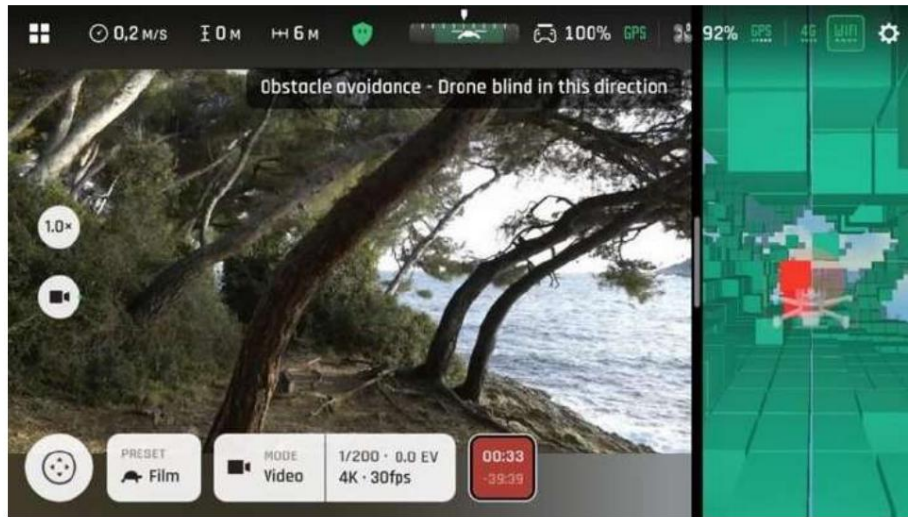 0,2 M/S
0 M
6 M
100% GPS
92% GPS
4G
WIFI
Obstacle avoidance - Drone blind in this direction
1.0×
PRESET
Film
MODE
Video
1/200 · 0.0 EV
4K · 30fps
00:33
-39:39